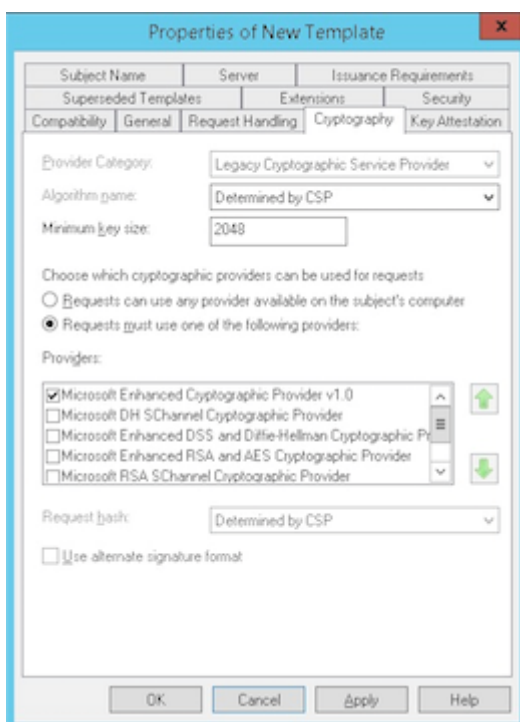 Properties of New Template
x
Subject Name Server Issuance Requirements
Superseded Templates Extensions Security
Compatibility General Request Handling Cryptography Key Attestation
Provider Category: Legacy Cryptographic Service Provider
Algorithm name: Determined by CSP
Minimum key size: 2048
Choose which cryptographic providers can be used for requests
Requests can use any provider available on the subject's computer
Requests must use one of the following providers:
Providers:
Microsoft Enhanced Cryptographic Provider v1.0
Microsoft DH SChannel Cryptographic Provider
Microsoft Enhanced DSS and Diffie-Hellman Cryptographic Pr
Microsoft Enhanced RSA and AES Cryptographic Provider
Microsoft RSA SChannel Cryptographic Provider
Request hash: Determined by CSP
Use alternate signature format
OK Cancel Apply Help